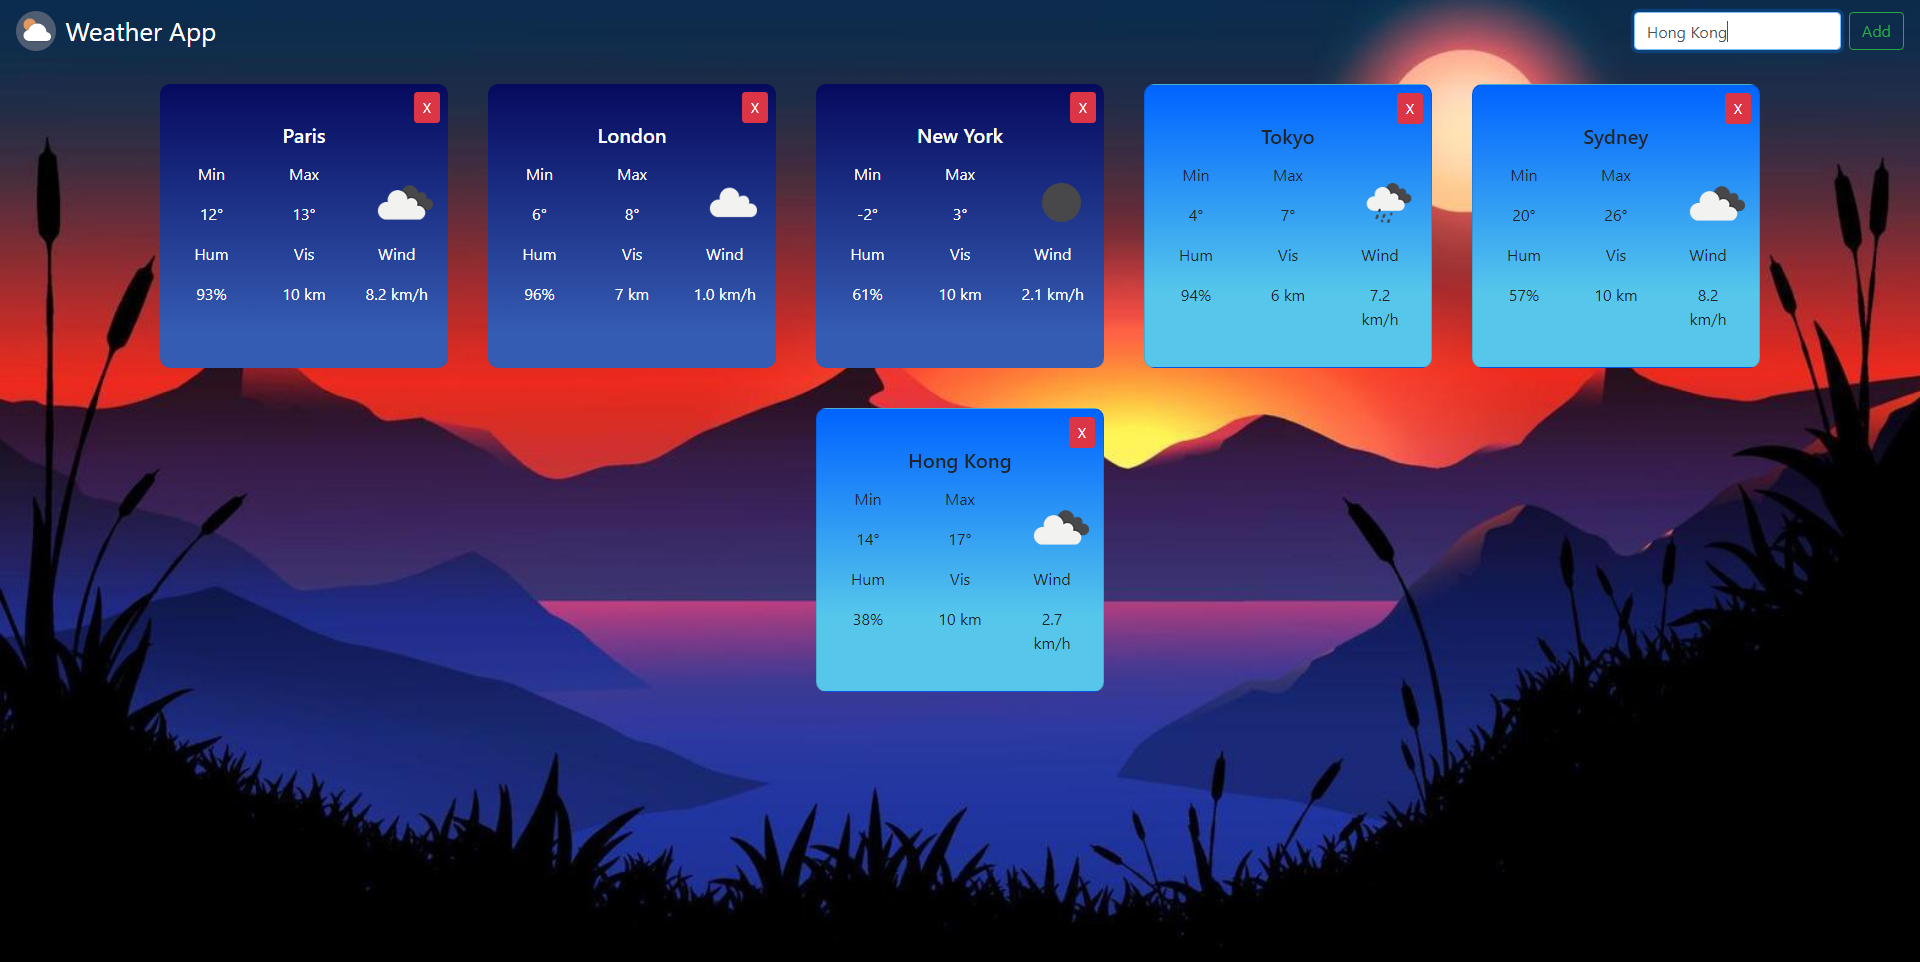 Weather App
Hong Kong
Add
X
Paris
Min Max
12° 13°
Hum Vis Wind
93% 10 km 8.2 km/h
X
London
Min Max
6° 8°
Hum Vis Wind
96% 7 km 1.0 km/h
X
New York
Min Max
-2° 3°
Hum Vis Wind
61% 10 km 2.1 km/h
X
Tokyo
Min Max
4° 7°
Hum Vis Wind
94% 6 km 7.2
km/h
X
Sydney
Min Max
20° 26°
Hum Vis Wind
57% 10 km 8.2
km/h
X
Hong Kong
Min Max
14° 17°
Hum Vis Wind
38% 10 km 2.7
km/h